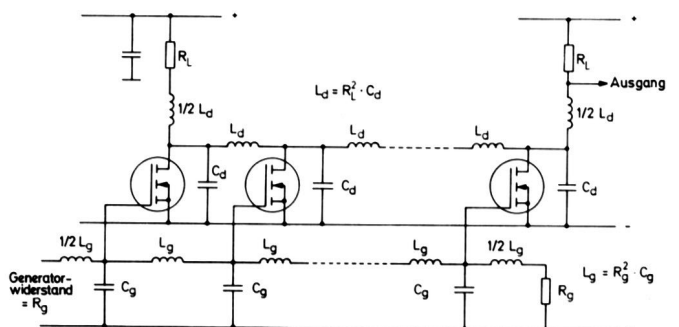 + +
R_L R_L
Ausgang
L_d = R_L^2 · C_d
1/2 L_d 1/2 L_d
L_d L_d L_d
C_d C_d C_d
-
1/2 L_g L_g L_g L_g 1/2 L_g
L_g = R_g^2 · C_g
Generator-
widerstand
= R_g
C_g C_g C_g R_g